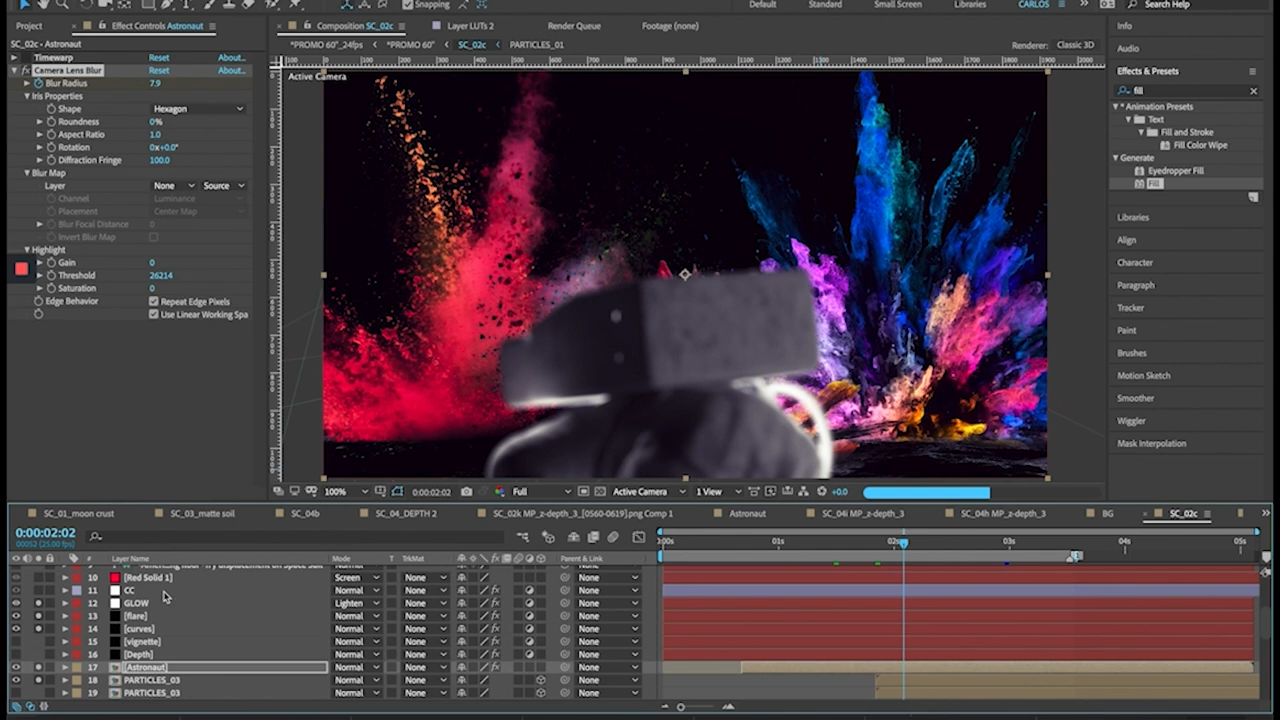 Snapping
Default
Standard
Small Screen
Libraries
CARLOS
Search Help
Project
Effect Controls Astronaut
Composition SC_02c
Layer LUTs 2
Render Queue
Footage (none)
Info
SC_02c · Astronaut
*PROMO 60"_24fps
*PROMO 60"
SC_02c
PARTICLES_01
Renderer:
Classic 3D
Audio
Timewarp
Reset
About...
Camera Lens Blur
Reset
About...
Active Camera
Effects & Presets
Blur Radius
7.9
fill
Iris Properties
* Animation Presets
Shape
Hexagon
Text
Roundness
0%
Fill and Stroke
Aspect Ratio
1.0
Fill Color Wipe
Rotation
0x+0.0°
Generate
Diffraction Fringe
100.0
Eyedropper Fill
Blur Map
Fill
Layer
None
Source
Channel
Luminance
Placement
Center Map
Libraries
Blur Focal Distance
0
Invert Blur Map
Align
Highlight
Gain
0
Character
Threshold
26214
Saturation
0
Paragraph
Edge Behavior
Repeat Edge Pixels
Use Linear Working Spa
Tracker
Paint
Brushes
Motion Sketch
Smoother
Wiggler
Mask Interpolation
100%
0:00:02:02
Full
Active Camera
1 View
+0.0
SC_01_moon crust
SC_03_matte soil
SC_04b
SC_04_DEPTH 2
SC_02k MP_z-depth_3_[0560-0619].png Comp 1
Astronaut
SC_04i MP_z-depth_3
SC_04h MP_z-depth_3
BG
SC_02c
0:00:02:02
00052 (25.00 fps)
:00s
01s
02s
03s
04s
05s
#
Layer Name
Mode
T
TrkMat
Parent & Link
10
[Red Solid 1]
Screen
None
None
11
CC
Normal
None
None
12
GLOW
Lighten
None
None
13
[flare]
Normal
None
None
14
[curves]
Normal
None
None
15
[vignette]
Normal
None
None
16
[Depth]
Normal
None
None
17
[Astronaut]
Normal
None
None
18
PARTICLES_03
Normal
None
None
19
PARTICLES_03
Normal
None
None